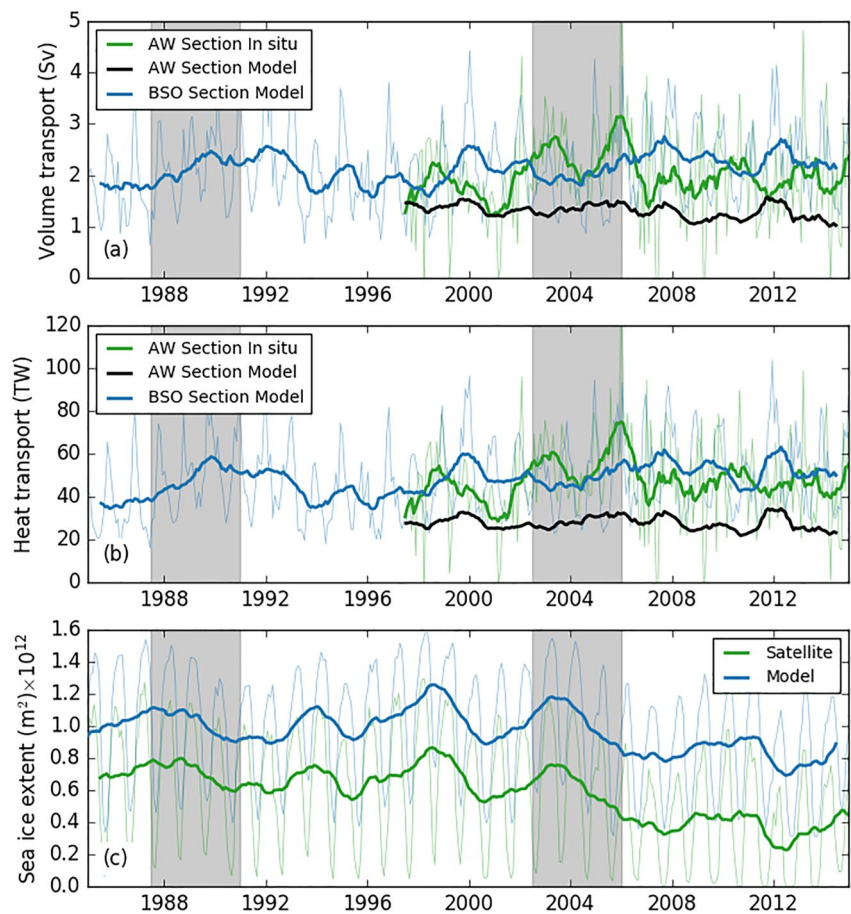 Volume transport (Sv)
5
4
3
2
1
0
AW Section In situ
AW Section Model
BSO Section Model
(a)
1988 1992 1996 2000 2004 2008 2012
Heat transport (TW)
120
100
80
60
40
20
0
AW Section In situ
AW Section Model
BSO Section Model
(b)
1988 1992 1996 2000 2004 2008 2012
Sea ice extent (m²)×10¹²
1.6
1.4
1.2
1.0
0.8
0.6
0.4
0.2
0.0
Satellite
Model
(c)
1988 1992 1996 2000 2004 2008 2012